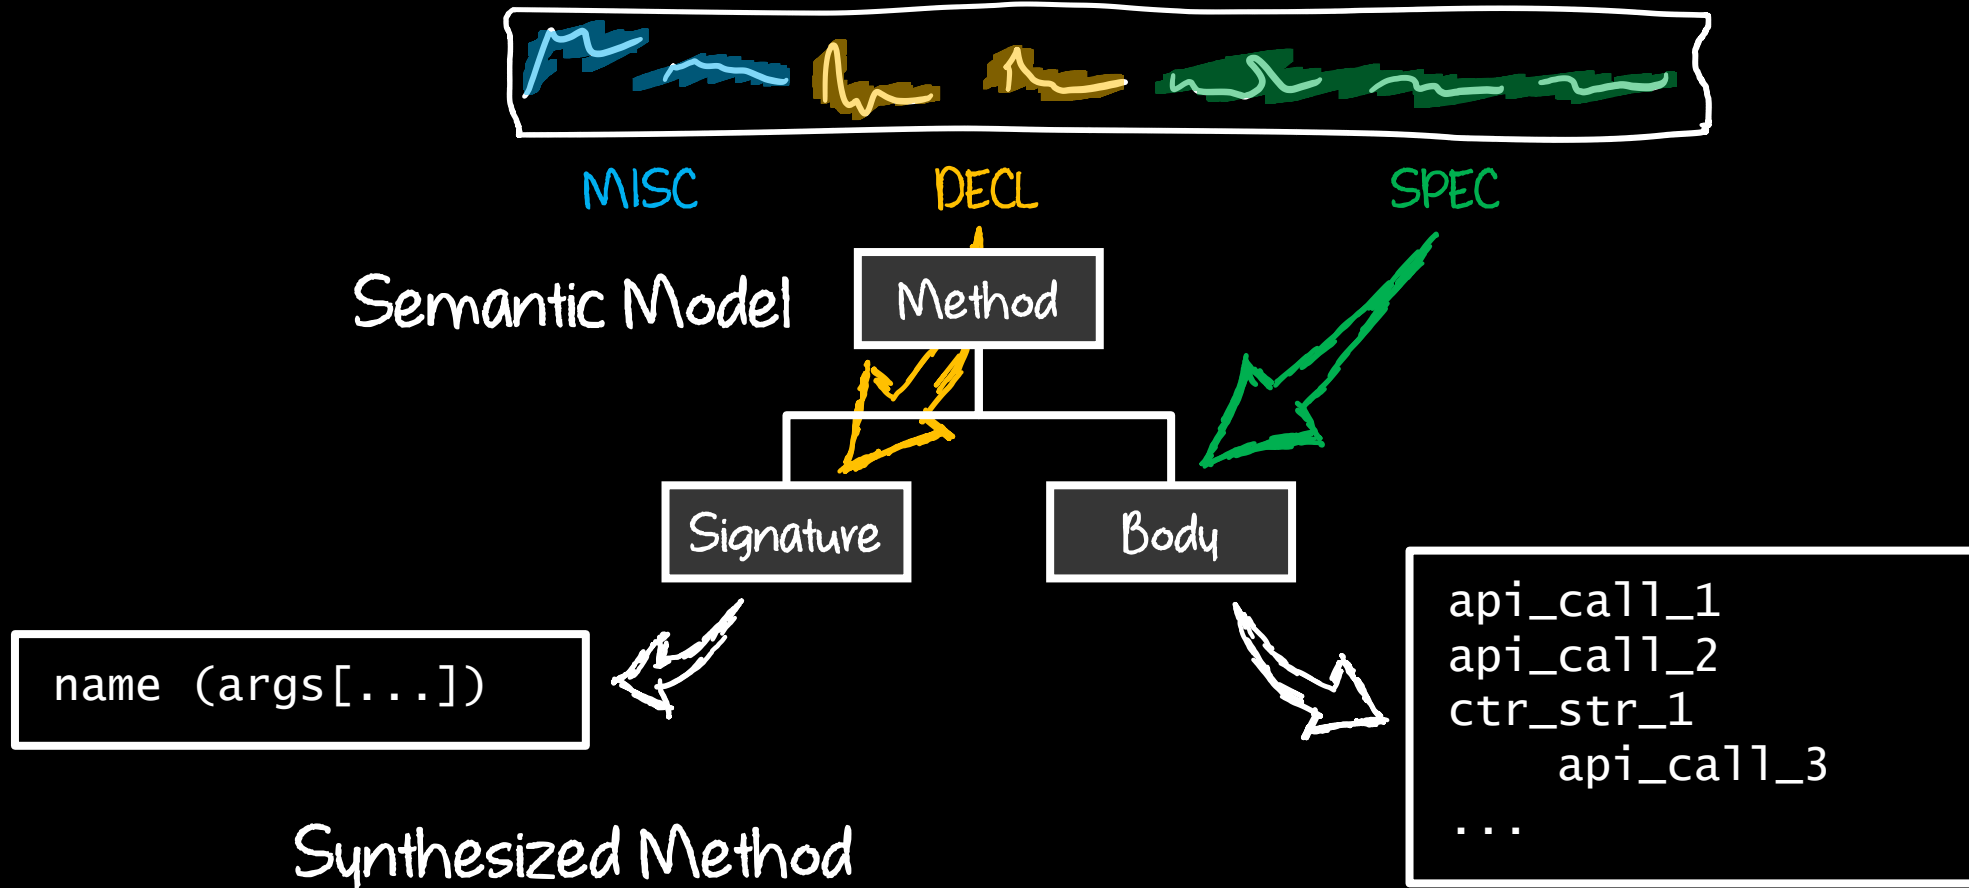 MISC
DECL
SPEC
Semantic Model
Method
Signature
Body
name (args[...])
api_call_1
api_call_2
ctr_str_1
api_call_3
...
Synthesized Method